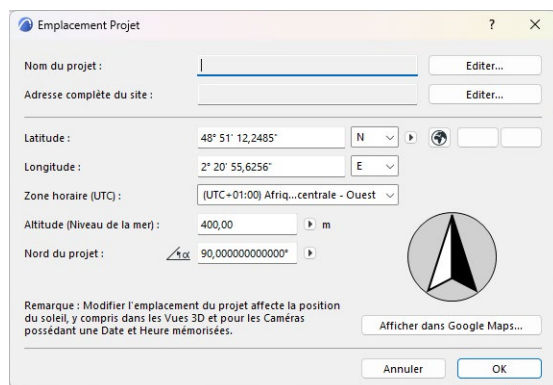 Emplacement Projet
Nom du projet :
Editer...
Adresse complète du site :
Editer...
Latitude :
48° 51' 12,2485"
N
Longitude :
2° 20' 55,6256"
E
Zone horaire (UTC) :
(UTC+01:00) Afriq...centrale - Ouest
Altitude (Niveau de la mer) :
400,00
m
Nord du projet :
α
90,000000000000°
Remarque : Modifier l'emplacement du projet affecte la position
du soleil, y compris dans les Vues 3D et pour les Caméras
possédant une Date et Heure mémorisées.
Afficher dans Google Maps...
Annuler
OK